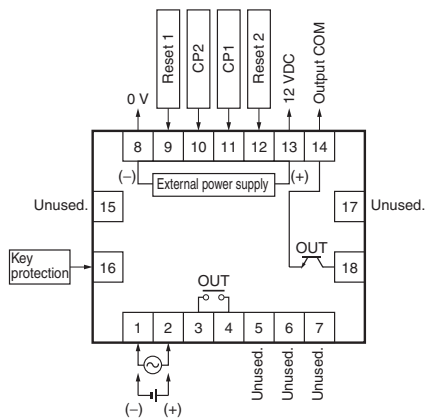 Reset 1
CP2
CP1
Reset 2
0 V
12 VDC
Output COM
8 9 10 11 12 13 14
(−) External power supply (+)
Unused. 15
17 Unused.
Key protection
16
OUT
18
OUT
1 2 3 4 5 6 7
Unused.
Unused.
Unused.
(−) (+)